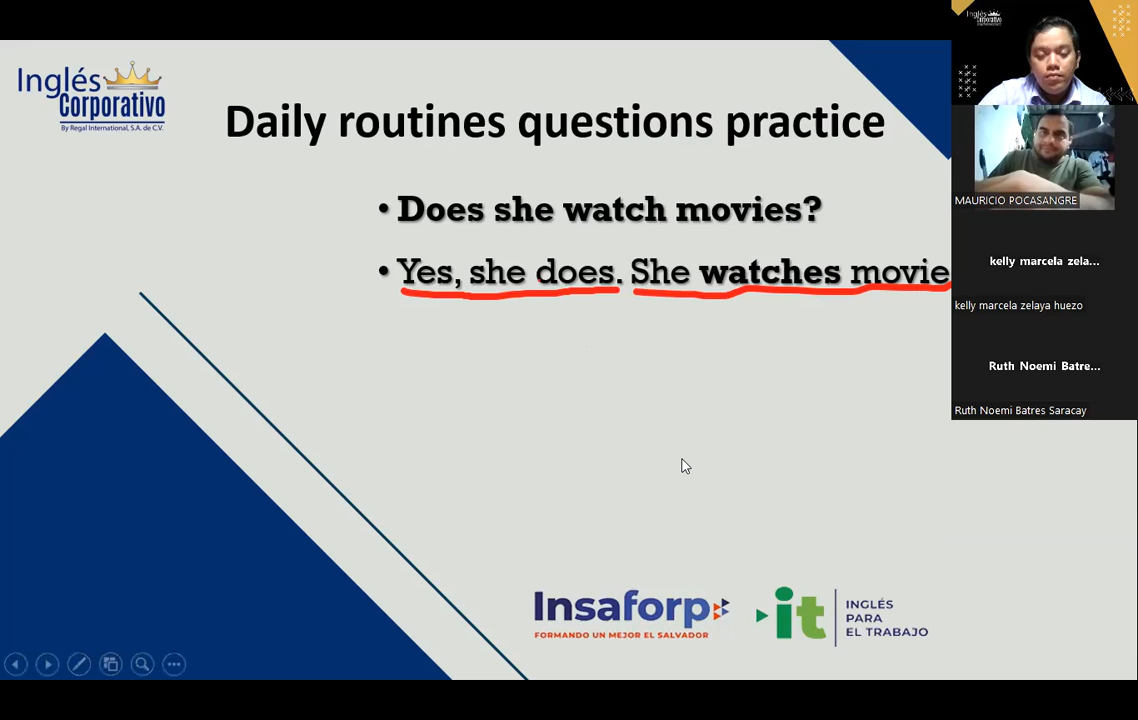 Inglés
Corporativo
By Regal International, S.A. de C.V.
Daily routines questions practice
• Does she watch movies?
• Yes, she does. She watches movie
Insaforp
FORMANDO UN MEJOR EL SALVADOR
it
INGLÉS
PARA
EL TRABAJO
Inglés
Corporativo
MAURICIO POCASANGRE
kelly marcela zela...
kelly marcela zelaya huezo
Ruth Noemi Batre...
Ruth Noemi Batres Saracay